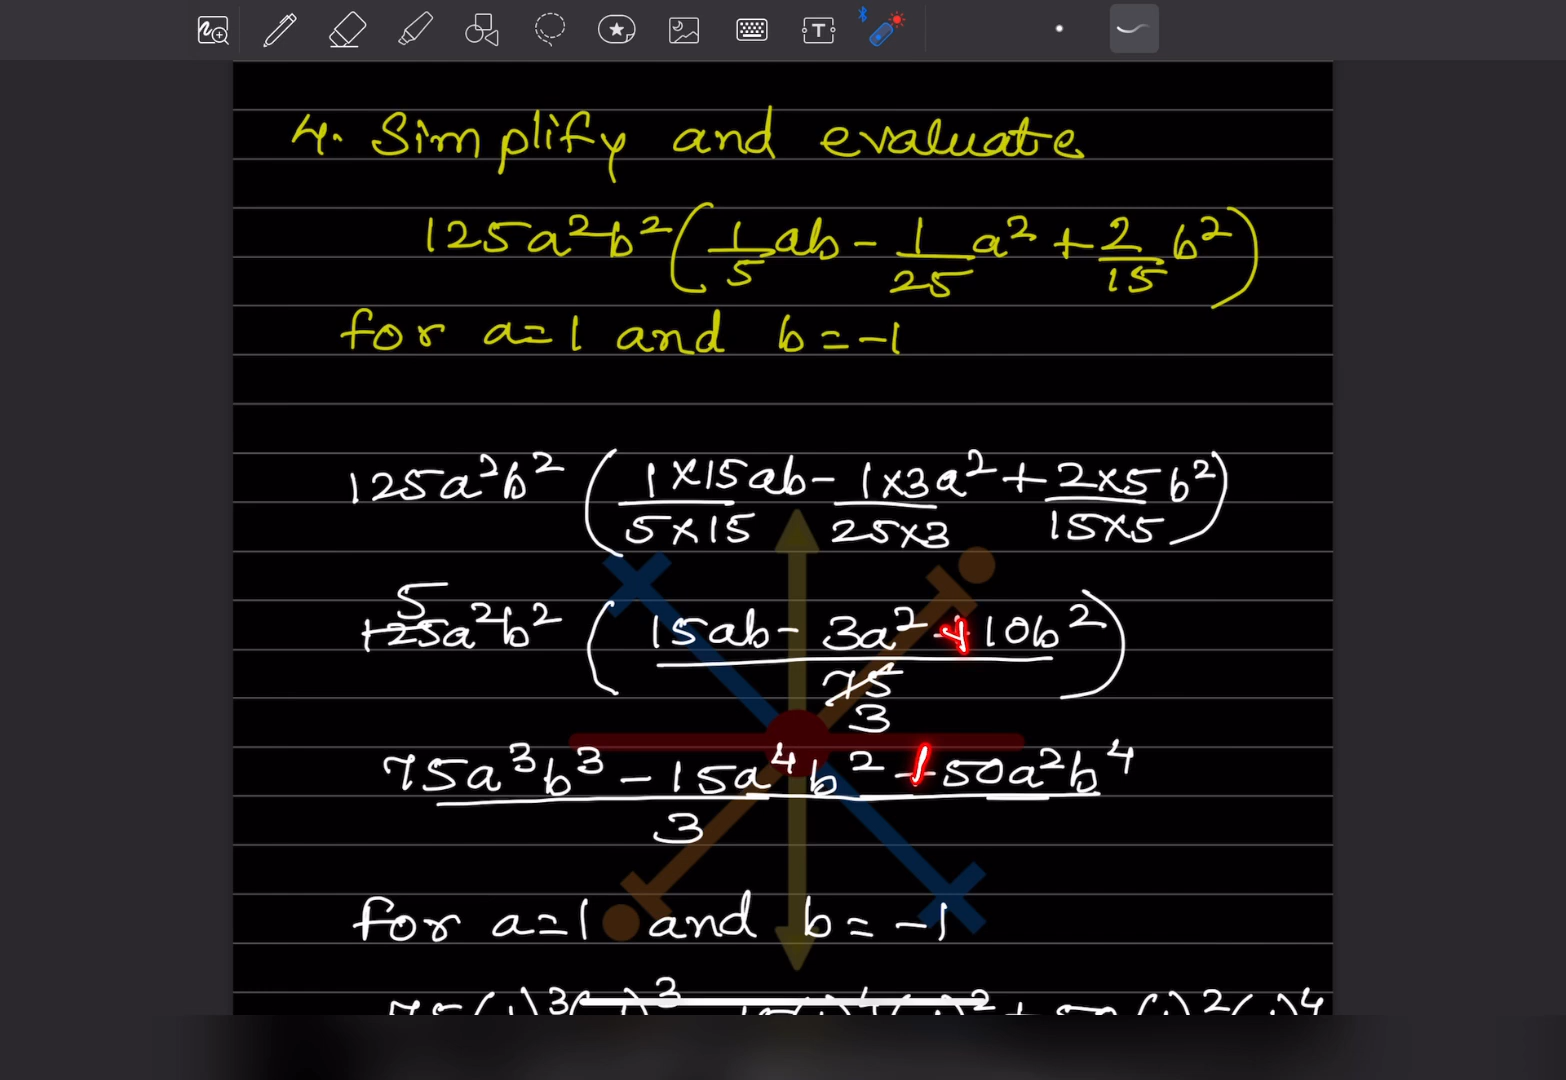 4. Simplify and evaluate
125a²b²(1/5 ab - 1/25 a² + 2/15 b²)
for a=1 and b=-1
125a²b² (1×15ab/5×15 - 1×3a²/25×3 + 2×5b²/15×5)
5
125a²b² (15ab - 3a² + 10b² / 75)
3
75a³b³ - 15a⁴b² + 50a²b⁴ / 3
for a=1 and b=-1